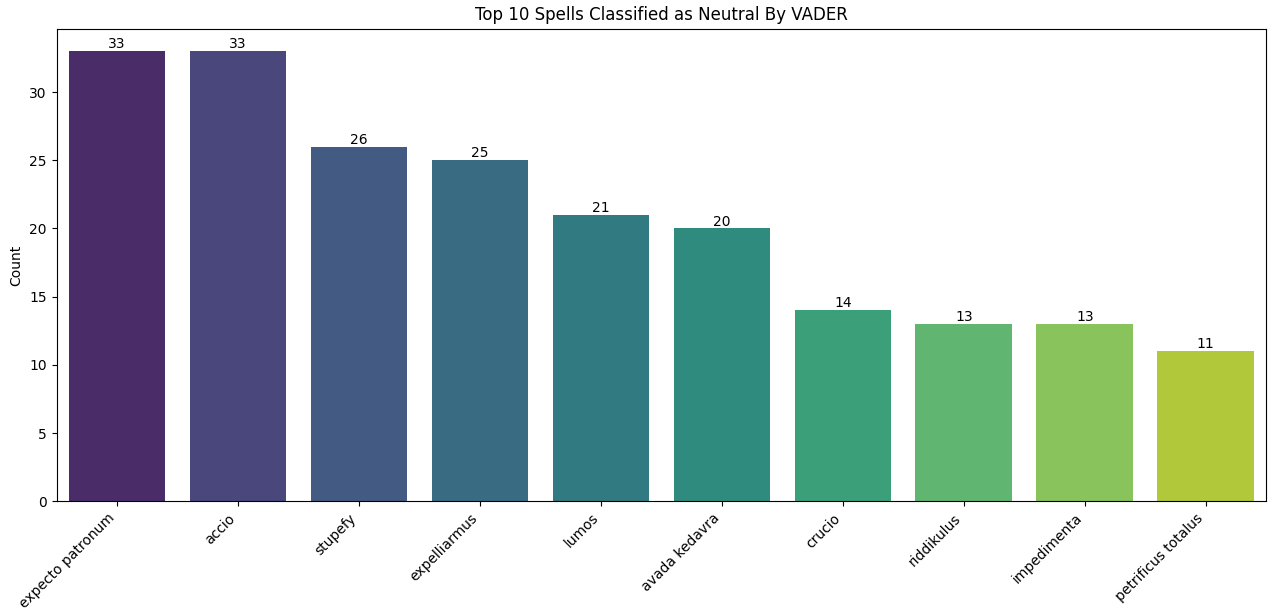 Top 10 Spells Classified as Neutral By VADER
Count
30
25
20
15
10
5
0
33
33
26
25
21
20
14
13
13
11
expecto patronum
accio
stupefy
expelliarmus
lumos
avada kedavra
crucio
riddikulus
impedimenta
petrificus totalus